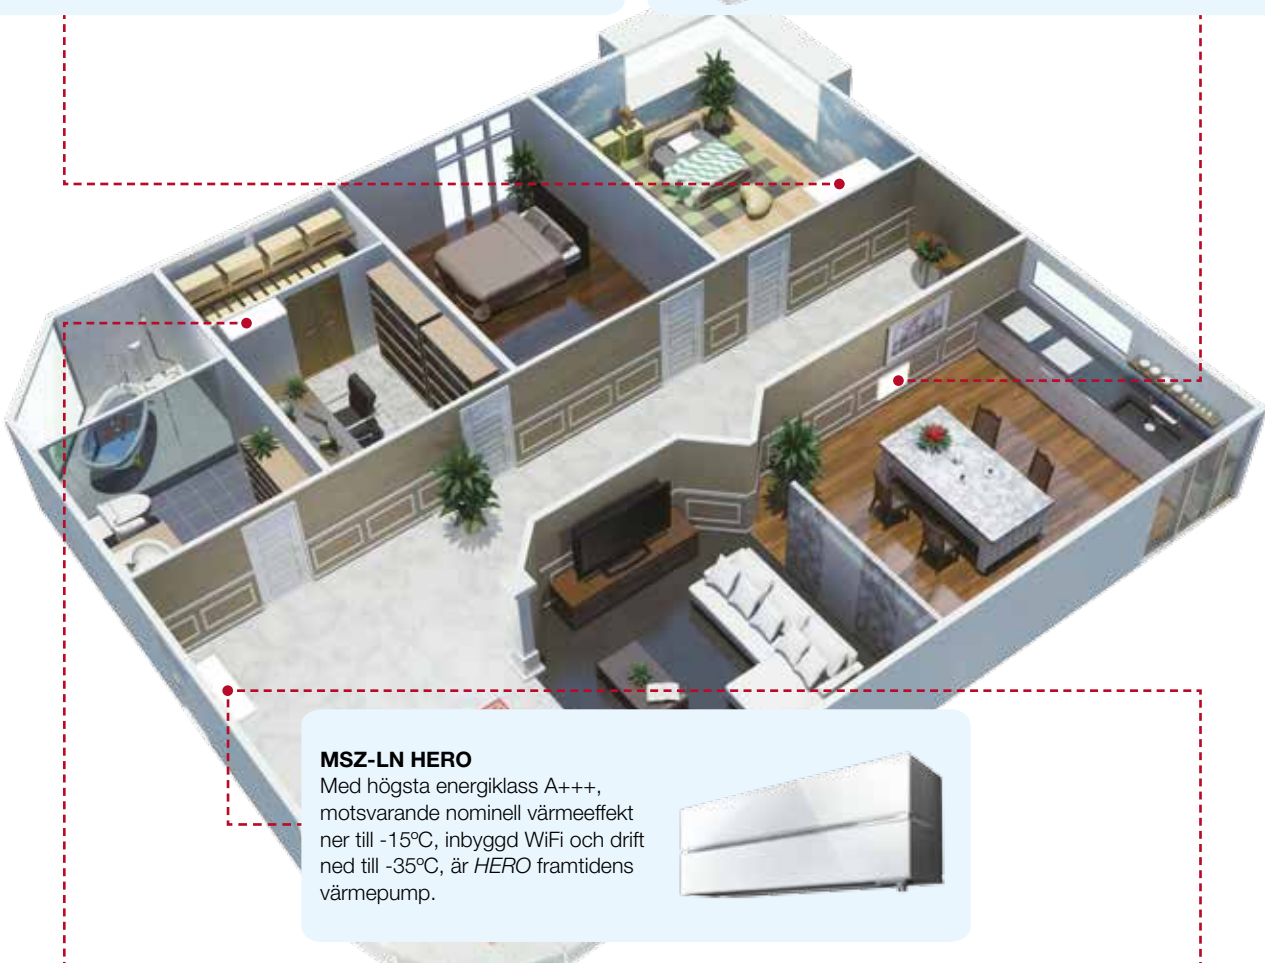 MSZ-LN HERO
Med högsta energiklass A+++,
motsvarande nominell värmeeffekt
ner till -15ºC, inbyggd WiFi och drift
ned till -35ºC, är HERO framtidens
värmepump.